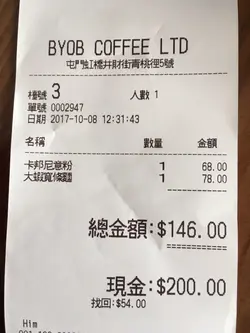 BYOB COFFEE LTD
屯門虹橋井財街青桃徑5號
檯號 3 人數 1
單號 0002947
日期 2017-10-08 12:31:43
名稱 數量 金額
卡邦尼意粉 1 68.00
大蝦寬條麵 1 78.00
總金額:$146.00
現金:$200.00
找回:$54.00
Him